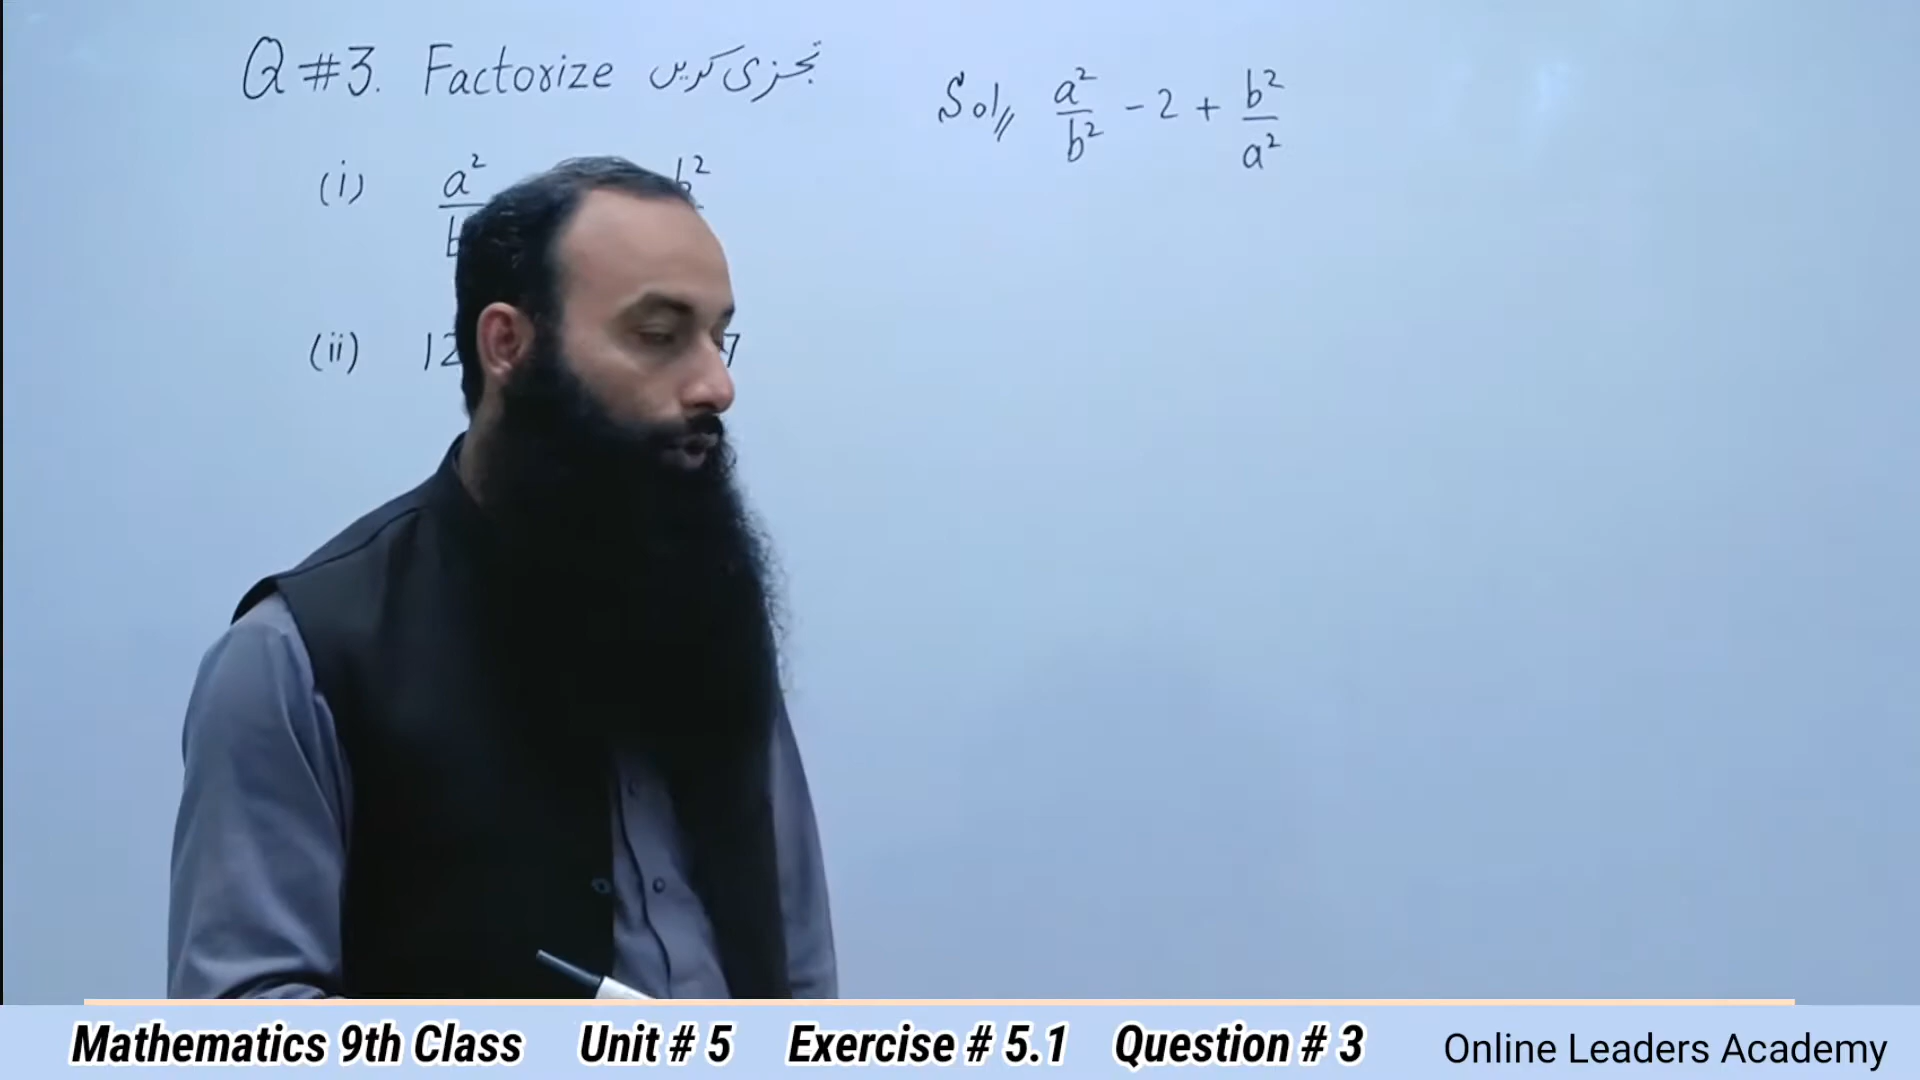 Q #3. Factorize تجزی کریں
Sol// a²/b² - 2 + b²/a²
(i) a²
(ii) 12 7
Mathematics 9th Class Unit # 5 Exercise # 5.1 Question # 3 Online Leaders Academy